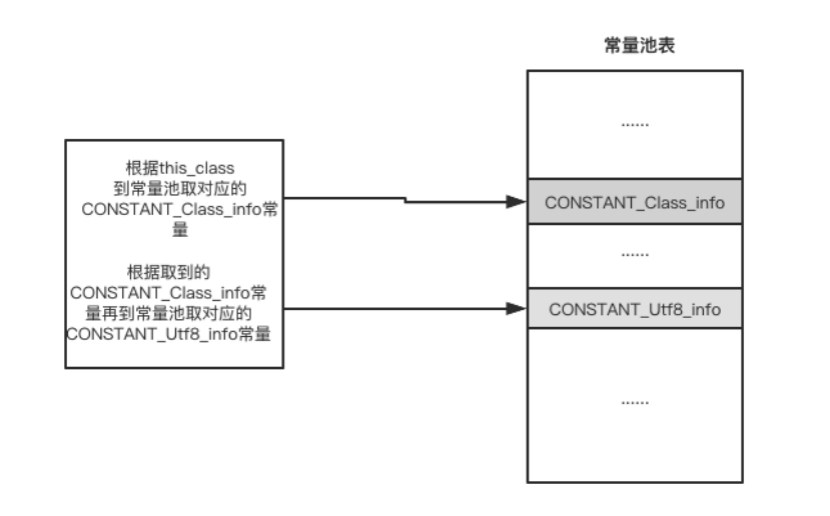 常量池表
......
根据this_class
到常量池取对应的
CONSTANT_Class_info常
量
CONSTANT_Class_info
......
根据取到的
CONSTANT_Class_info常
量再到常量池取对应的
CONSTANT_Utf8_info常量
CONSTANT_Utf8_info
......